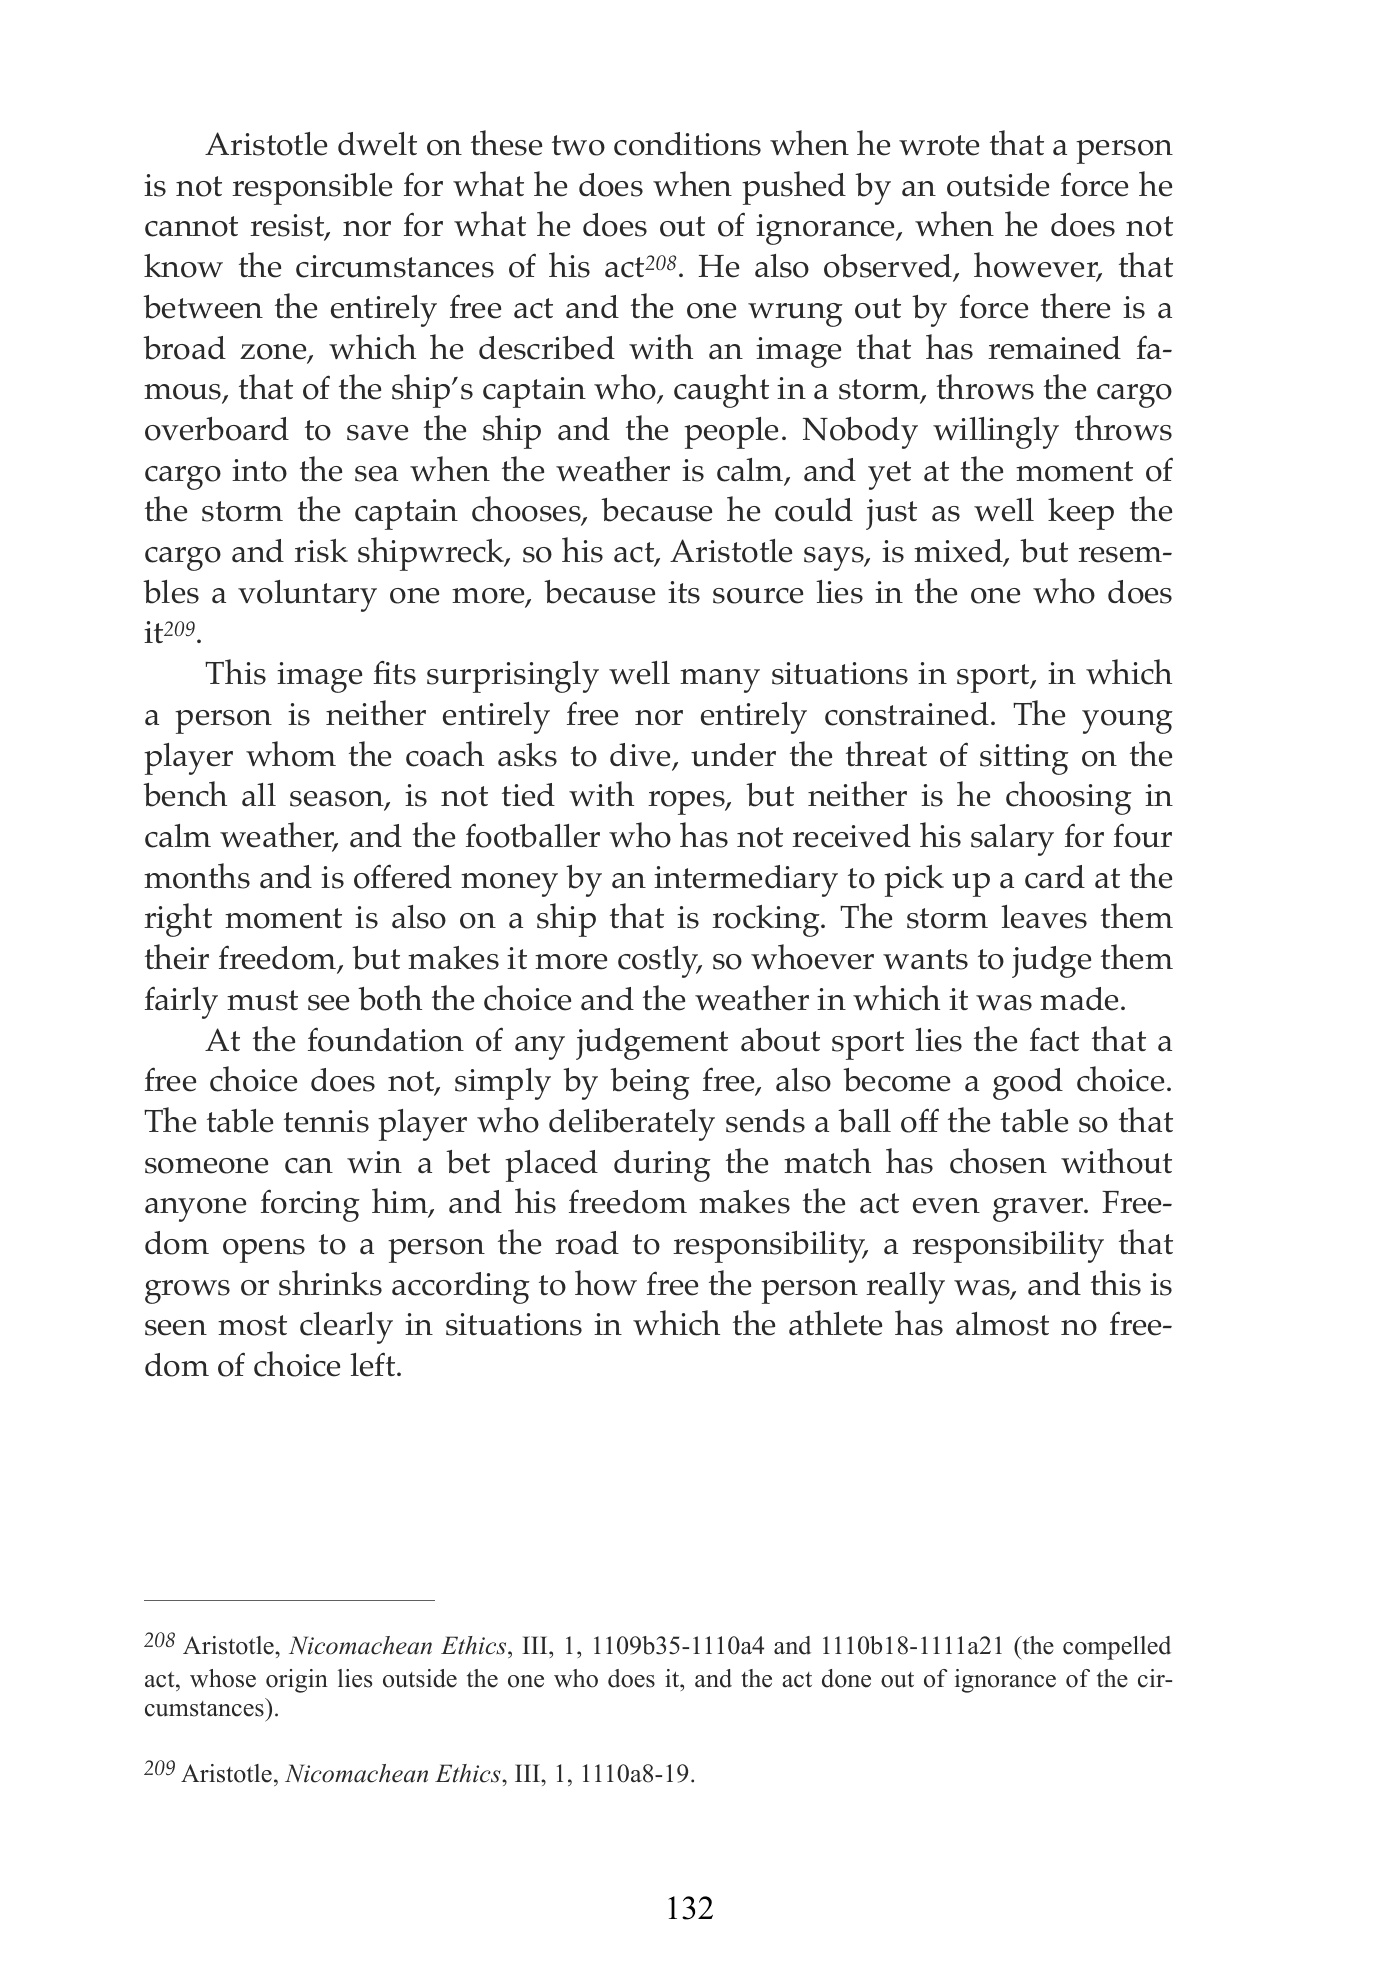 Aristotle dwelt on these two conditions when he wrote that a person
is not responsible for what he does when pushed by an outside force he
cannot resist, nor for what he does out of ignorance, when he does not
know the circumstances of his act208. He also observed, however, that
between the entirely free act and the one wrung out by force there is a
broad zone, which he described with an image that has remained fa-
mous, that of the ship’s captain who, caught in a storm, throws the cargo
overboard to save the ship and the people. Nobody willingly throws
cargo into the sea when the weather is calm, and yet at the moment of
the storm the captain chooses, because he could just as well keep the
cargo and risk shipwreck, so his act, Aristotle says, is mixed, but resem-
bles a voluntary one more, because its source lies in the one who does
it209.
This image fits surprisingly well many situations in sport, in which
a person is neither entirely free nor entirely constrained. The young
player whom the coach asks to dive, under the threat of sitting on the
bench all season, is not tied with ropes, but neither is he choosing in
calm weather, and the footballer who has not received his salary for four
months and is offered money by an intermediary to pick up a card at the
right moment is also on a ship that is rocking. The storm leaves them
their freedom, but makes it more costly, so whoever wants to judge them
fairly must see both the choice and the weather in which it was made.
At the foundation of any judgement about sport lies the fact that a
free choice does not, simply by being free, also become a good choice.
The table tennis player who deliberately sends a ball off the table so that
someone can win a bet placed during the match has chosen without
anyone forcing him, and his freedom makes the act even graver. Free-
dom opens to a person the road to responsibility, a responsibility that
grows or shrinks according to how free the person really was, and this is
seen most clearly in situations in which the athlete has almost no free-
dom of choice left.
208 Aristotle, Nicomachean Ethics, III, 1, 1109b35-1110a4 and 1110b18-1111a21 (the compelled
act, whose origin lies outside the one who does it, and the act done out of ignorance of the cir-
cumstances).
209 Aristotle, Nicomachean Ethics, III, 1, 1110a8-19.
132